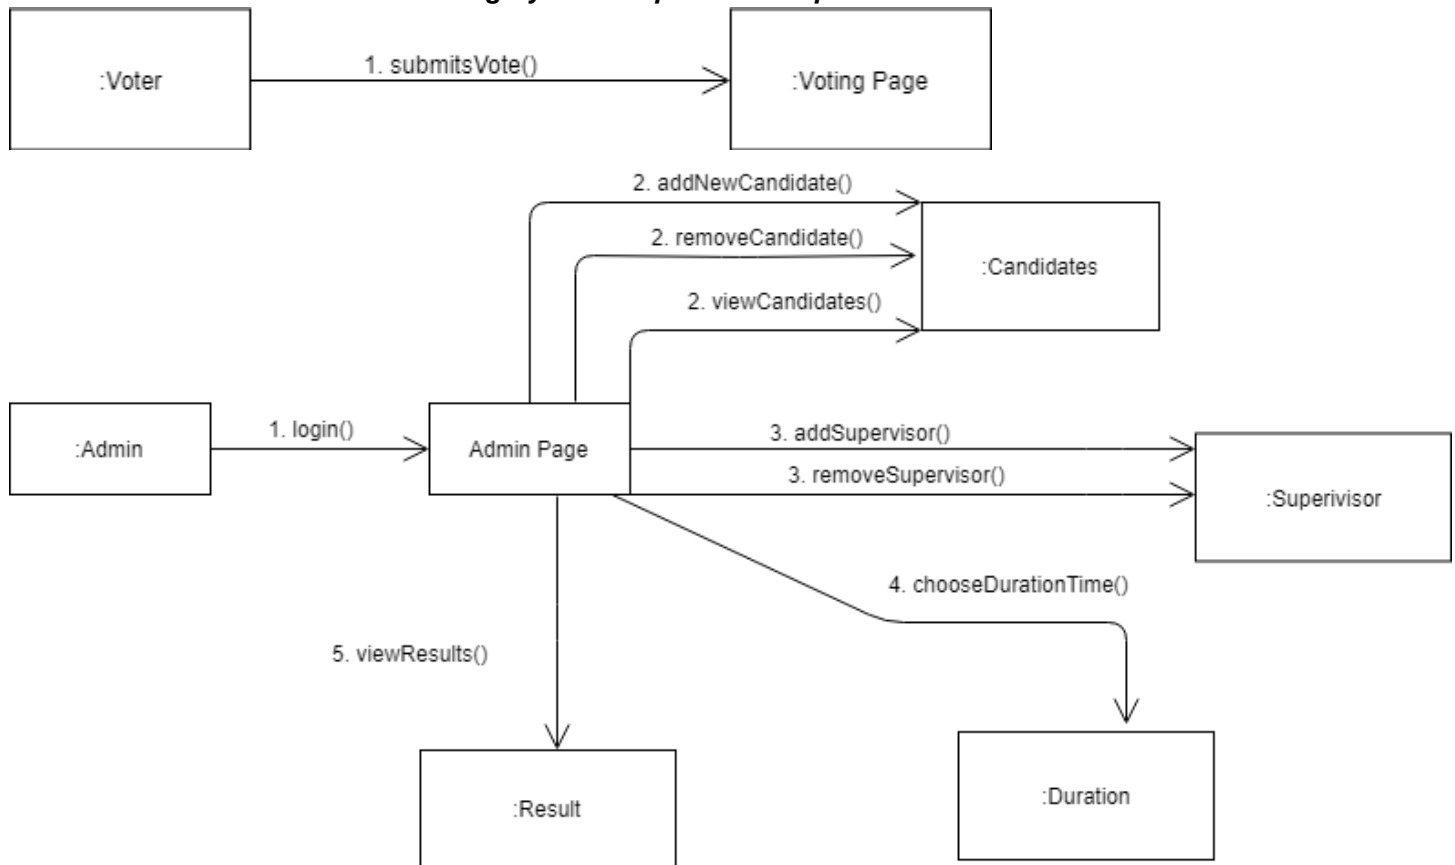 :Voter
1. submitsVote()
:Voting Page
2. addNewCandidate()
2. removeCandidate()
:Candidates
2. viewCandidates()
:Admin
1. login()
Admin Page
3. addSupervisor()
3. removeSupervisor()
:Superivisor
4. chooseDurationTime()
5. viewResults()
:Result
:Duration